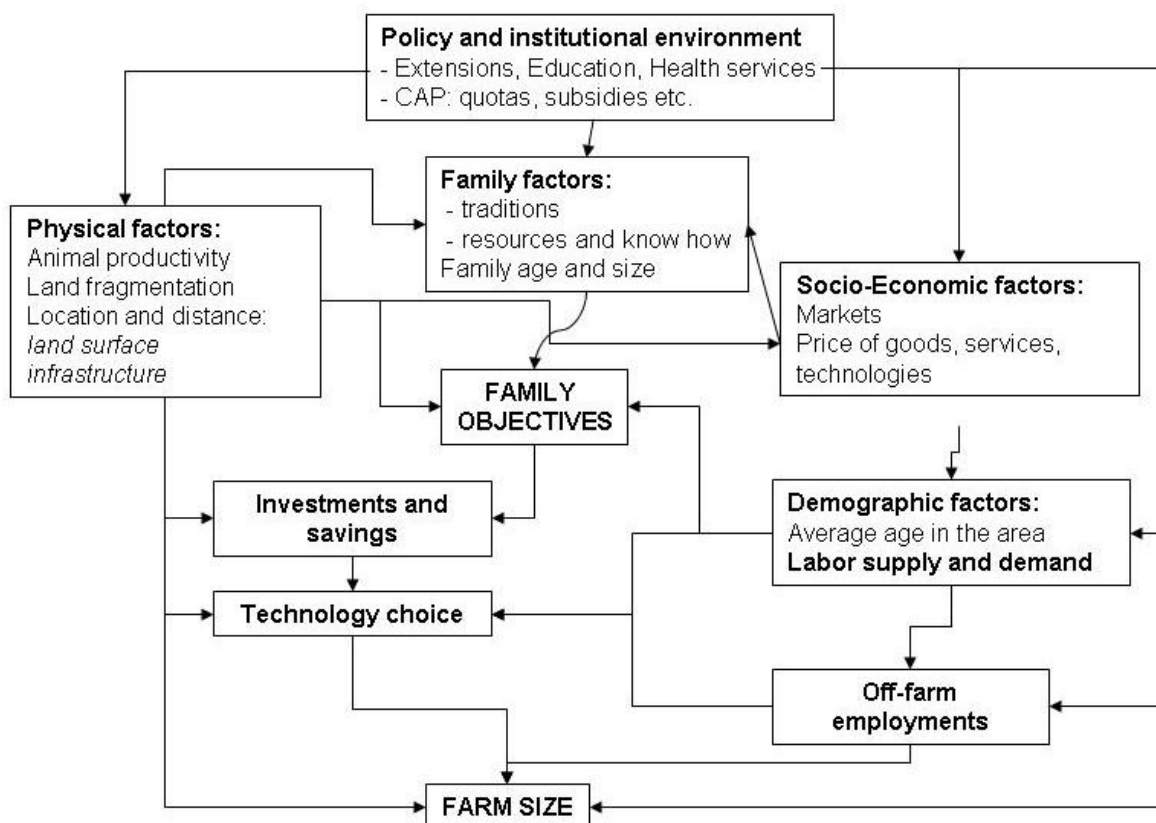 Policy and institutional environment
- Extensions, Education, Health services
- CAP: quotas, subsidies etc.
Family factors:
- traditions
- resources and know how
Family age and size
Physical factors:
Animal productivity
Land fragmentation
Location and distance:
land surface
infrastructure
Socio-Economic factors:
Markets
Price of goods, services,
technologies
FAMILY
OBJECTIVES
Investments and
savings
Demographic factors:
Average age in the area
Labor supply and demand
Technology choice
Off-farm
employments
FARM SIZE